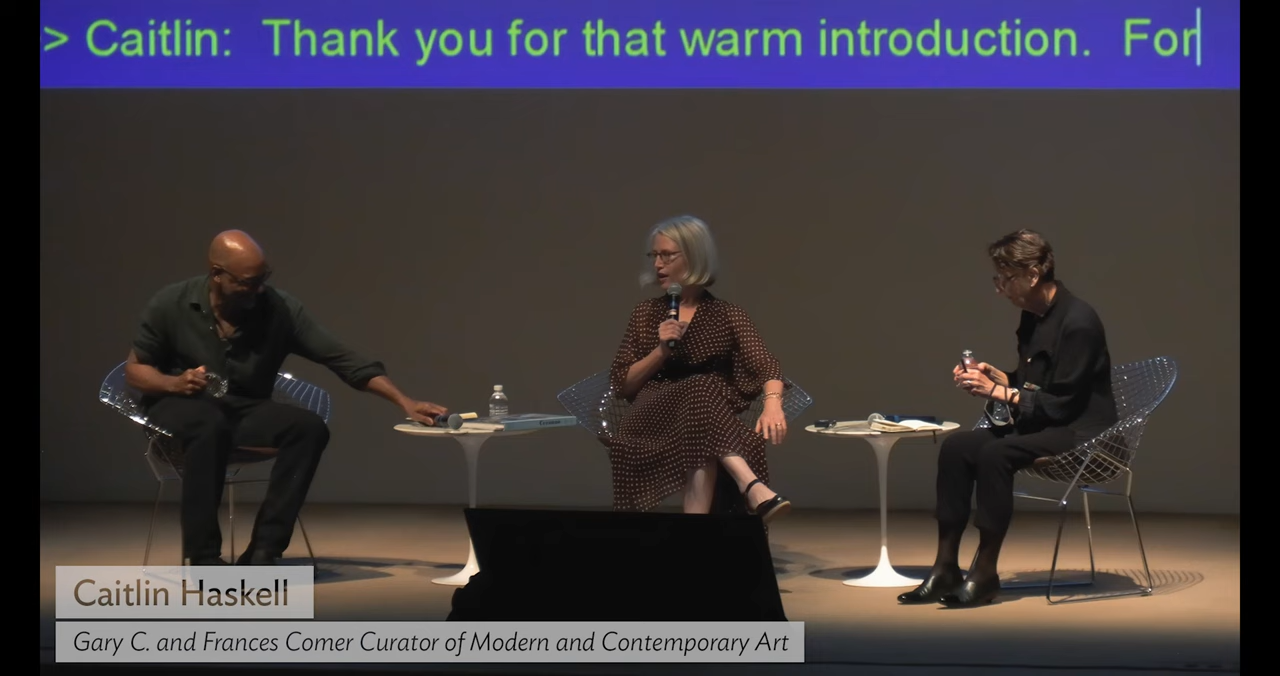 > Caitlin:  Thank you for that warm introduction.  For
Caitlin Haskell
Gary C. and Frances Comer Curator of Modern and Contemporary Art